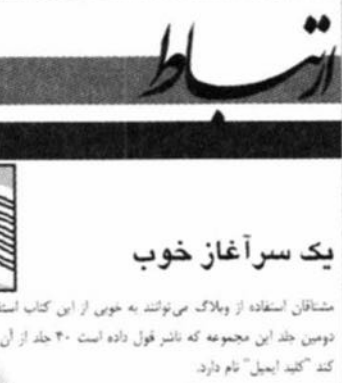 ارتباط
یک سرآغاز خوب
مشتاقان استفاده از وبلاگ می‌توانند به خوبی از این کتاب
دومین جلد این مجموعه که ناشر قول داده است ۴۰ جلد از آن
کند "کلید ایمیل" نام دارد.